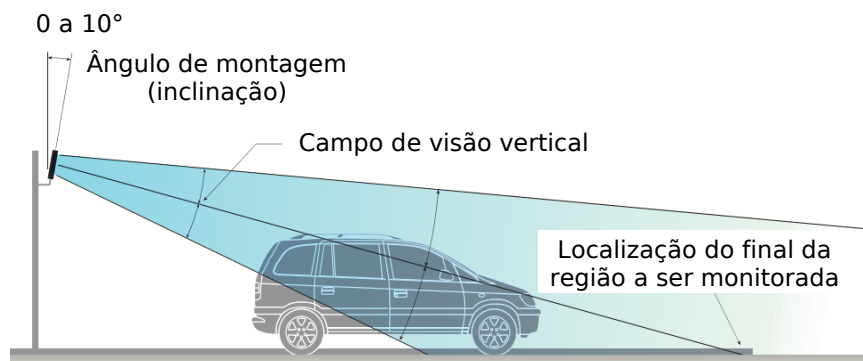 0 a 10°
Ângulo de montagem
(inclinação)
Campo de visão vertical
Localização do final da
região a ser monitorada